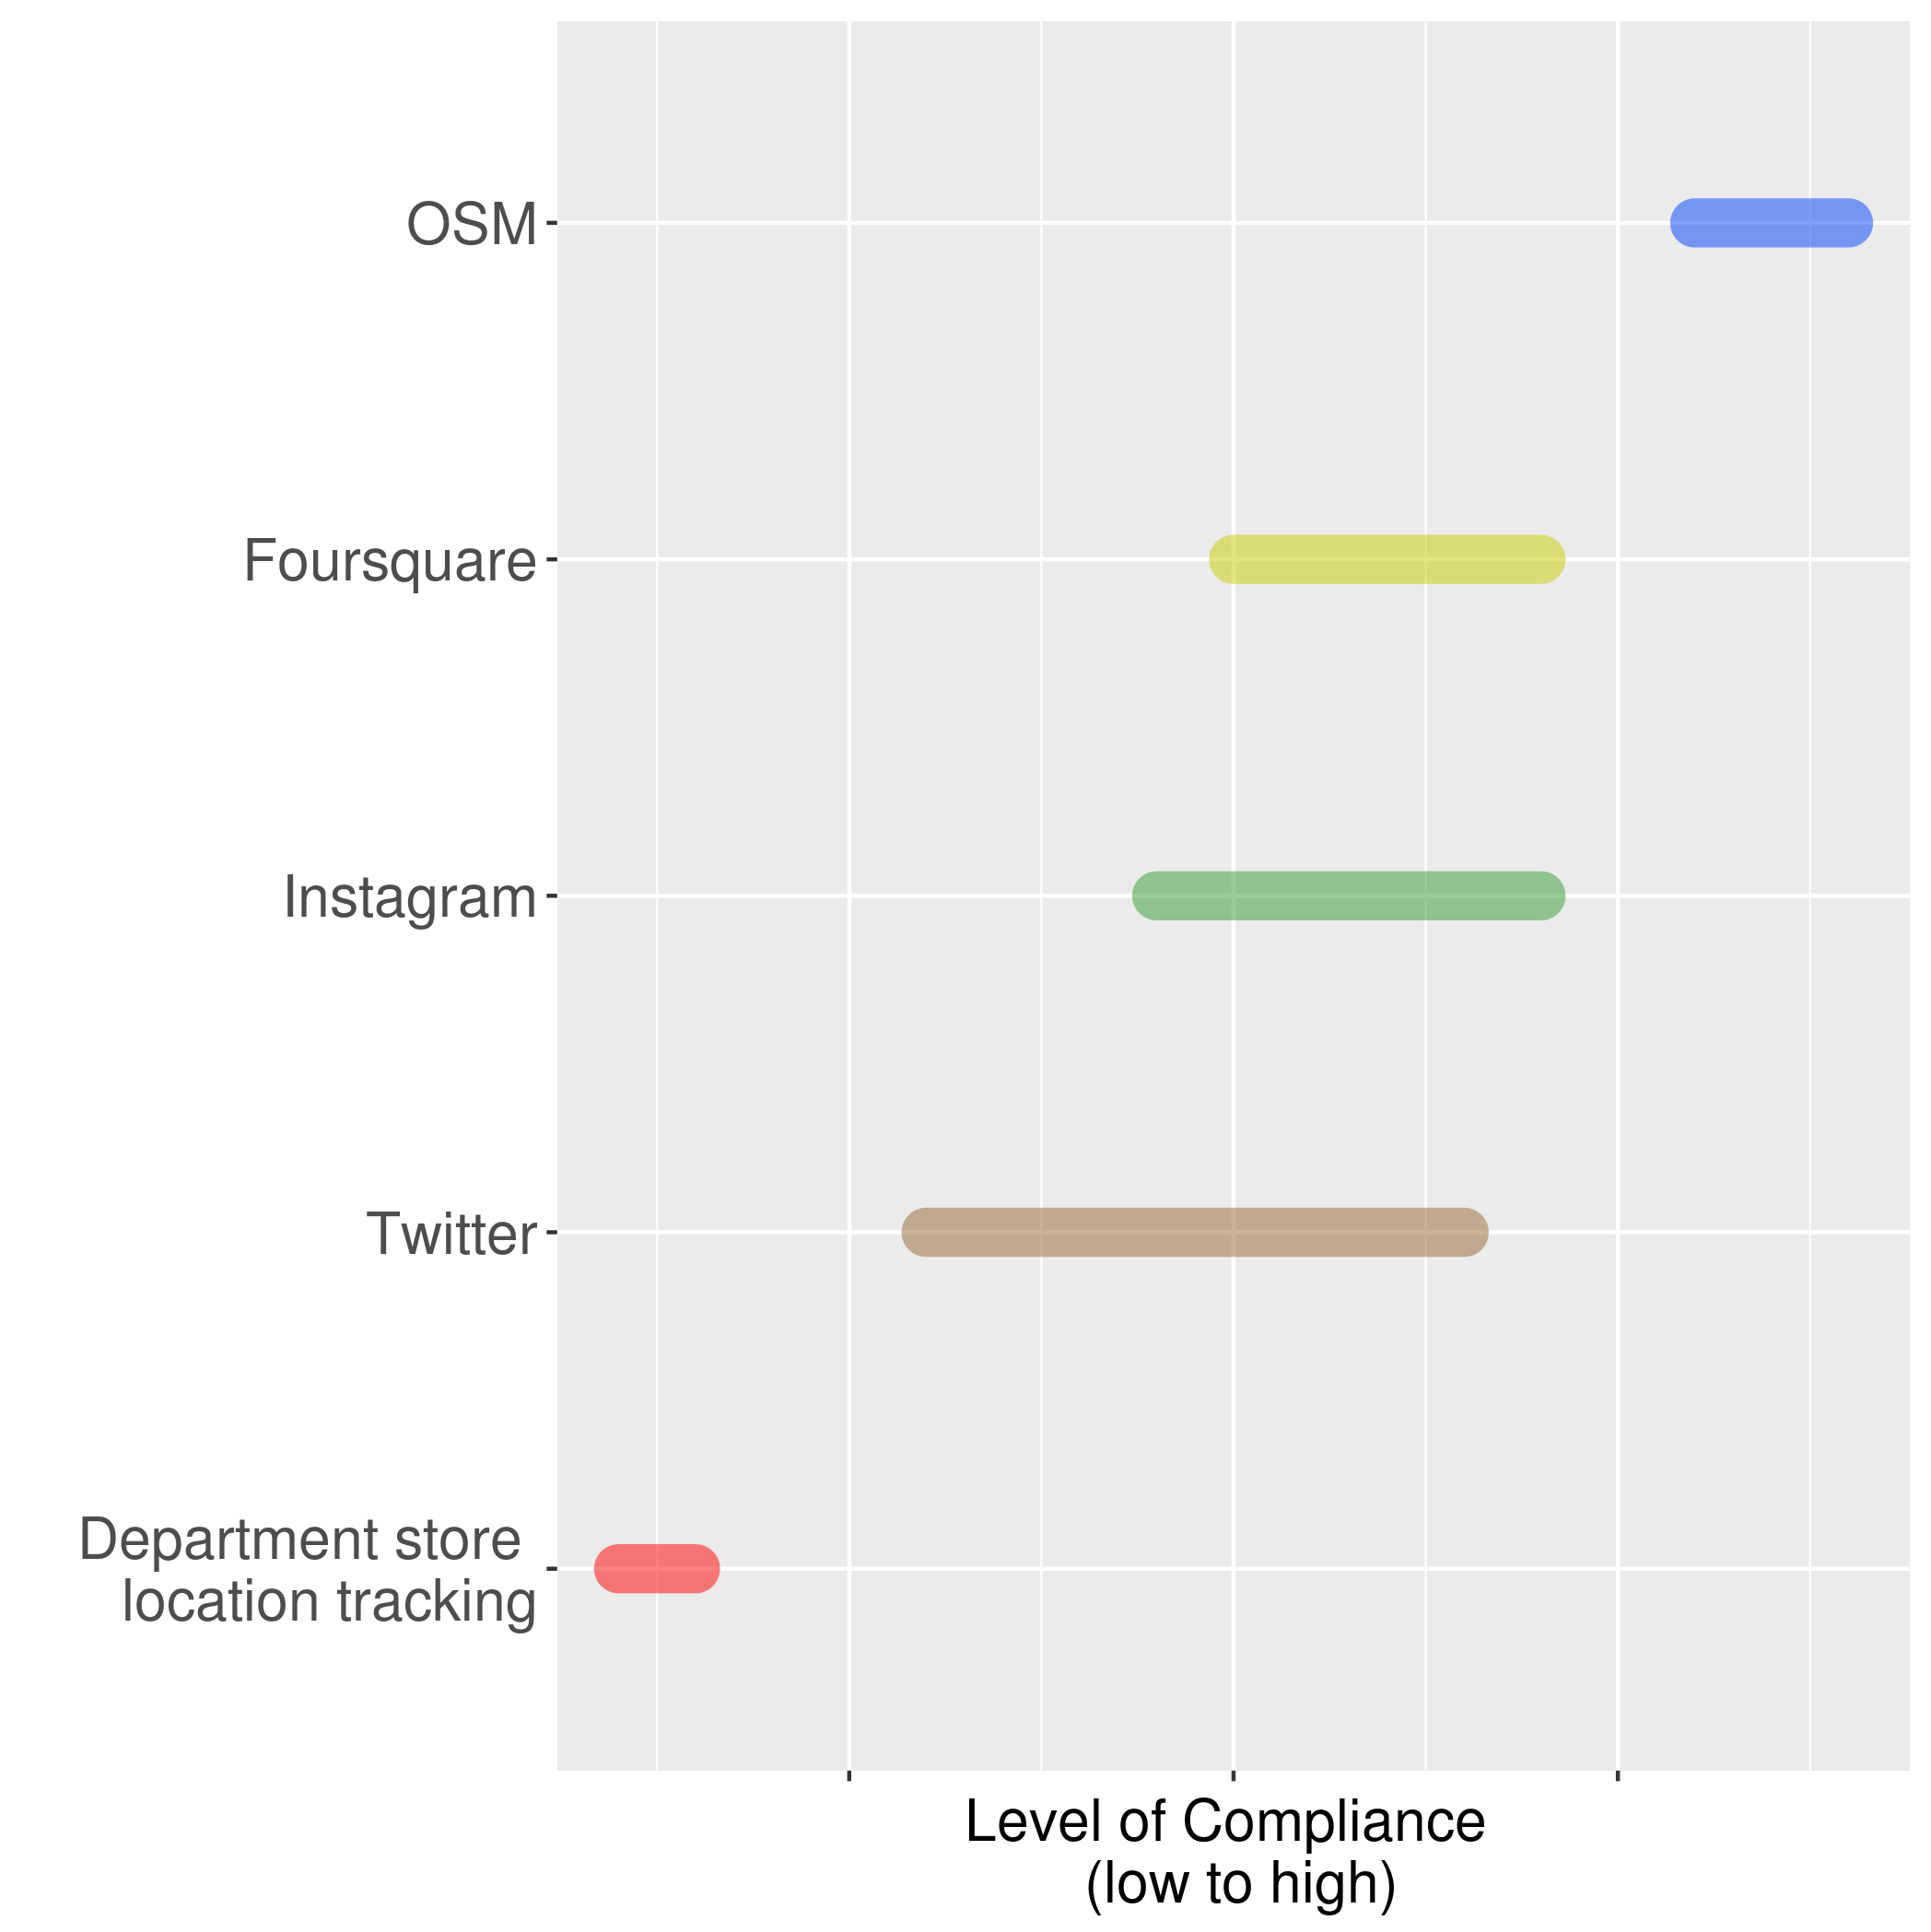 OSM
Foursquare
Instagram
Twitter
Department store
location tracking
Level of Compliance
(low to high)